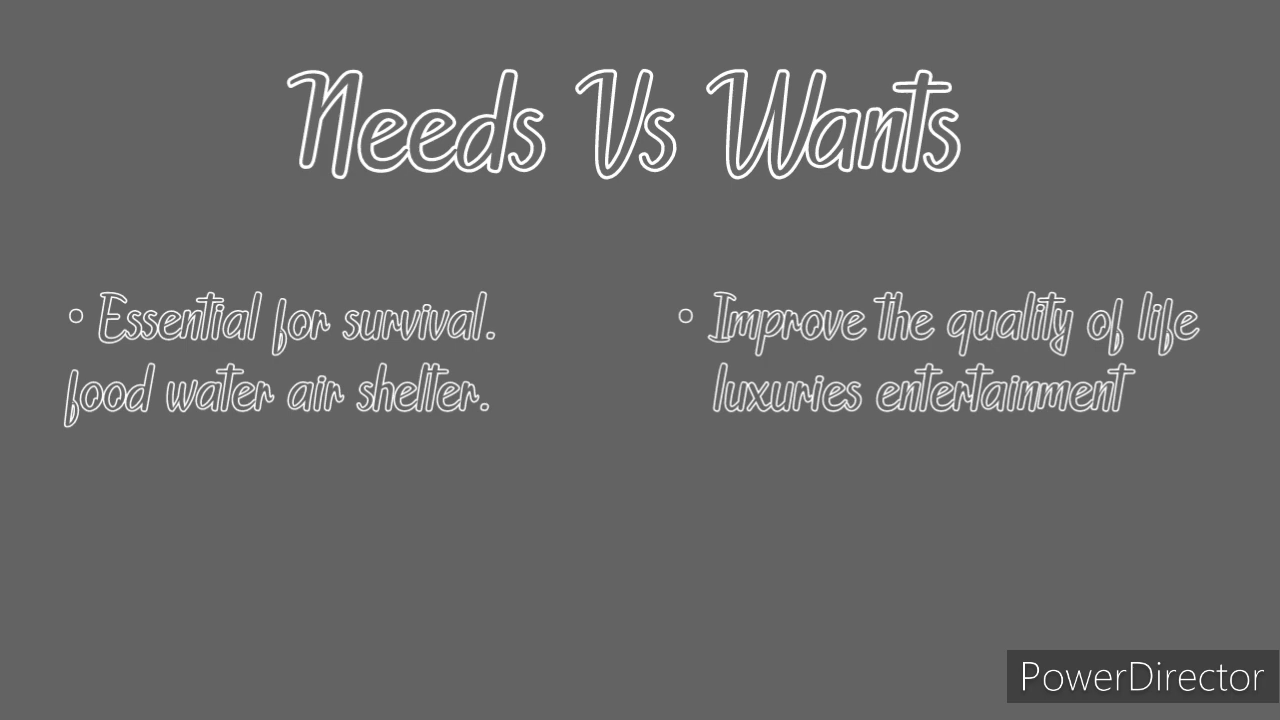 Needs Vs Wants
• Essential for survival.
food water air shelter.
• Improve the quality of life
luxuries entertainment
PowerDirector